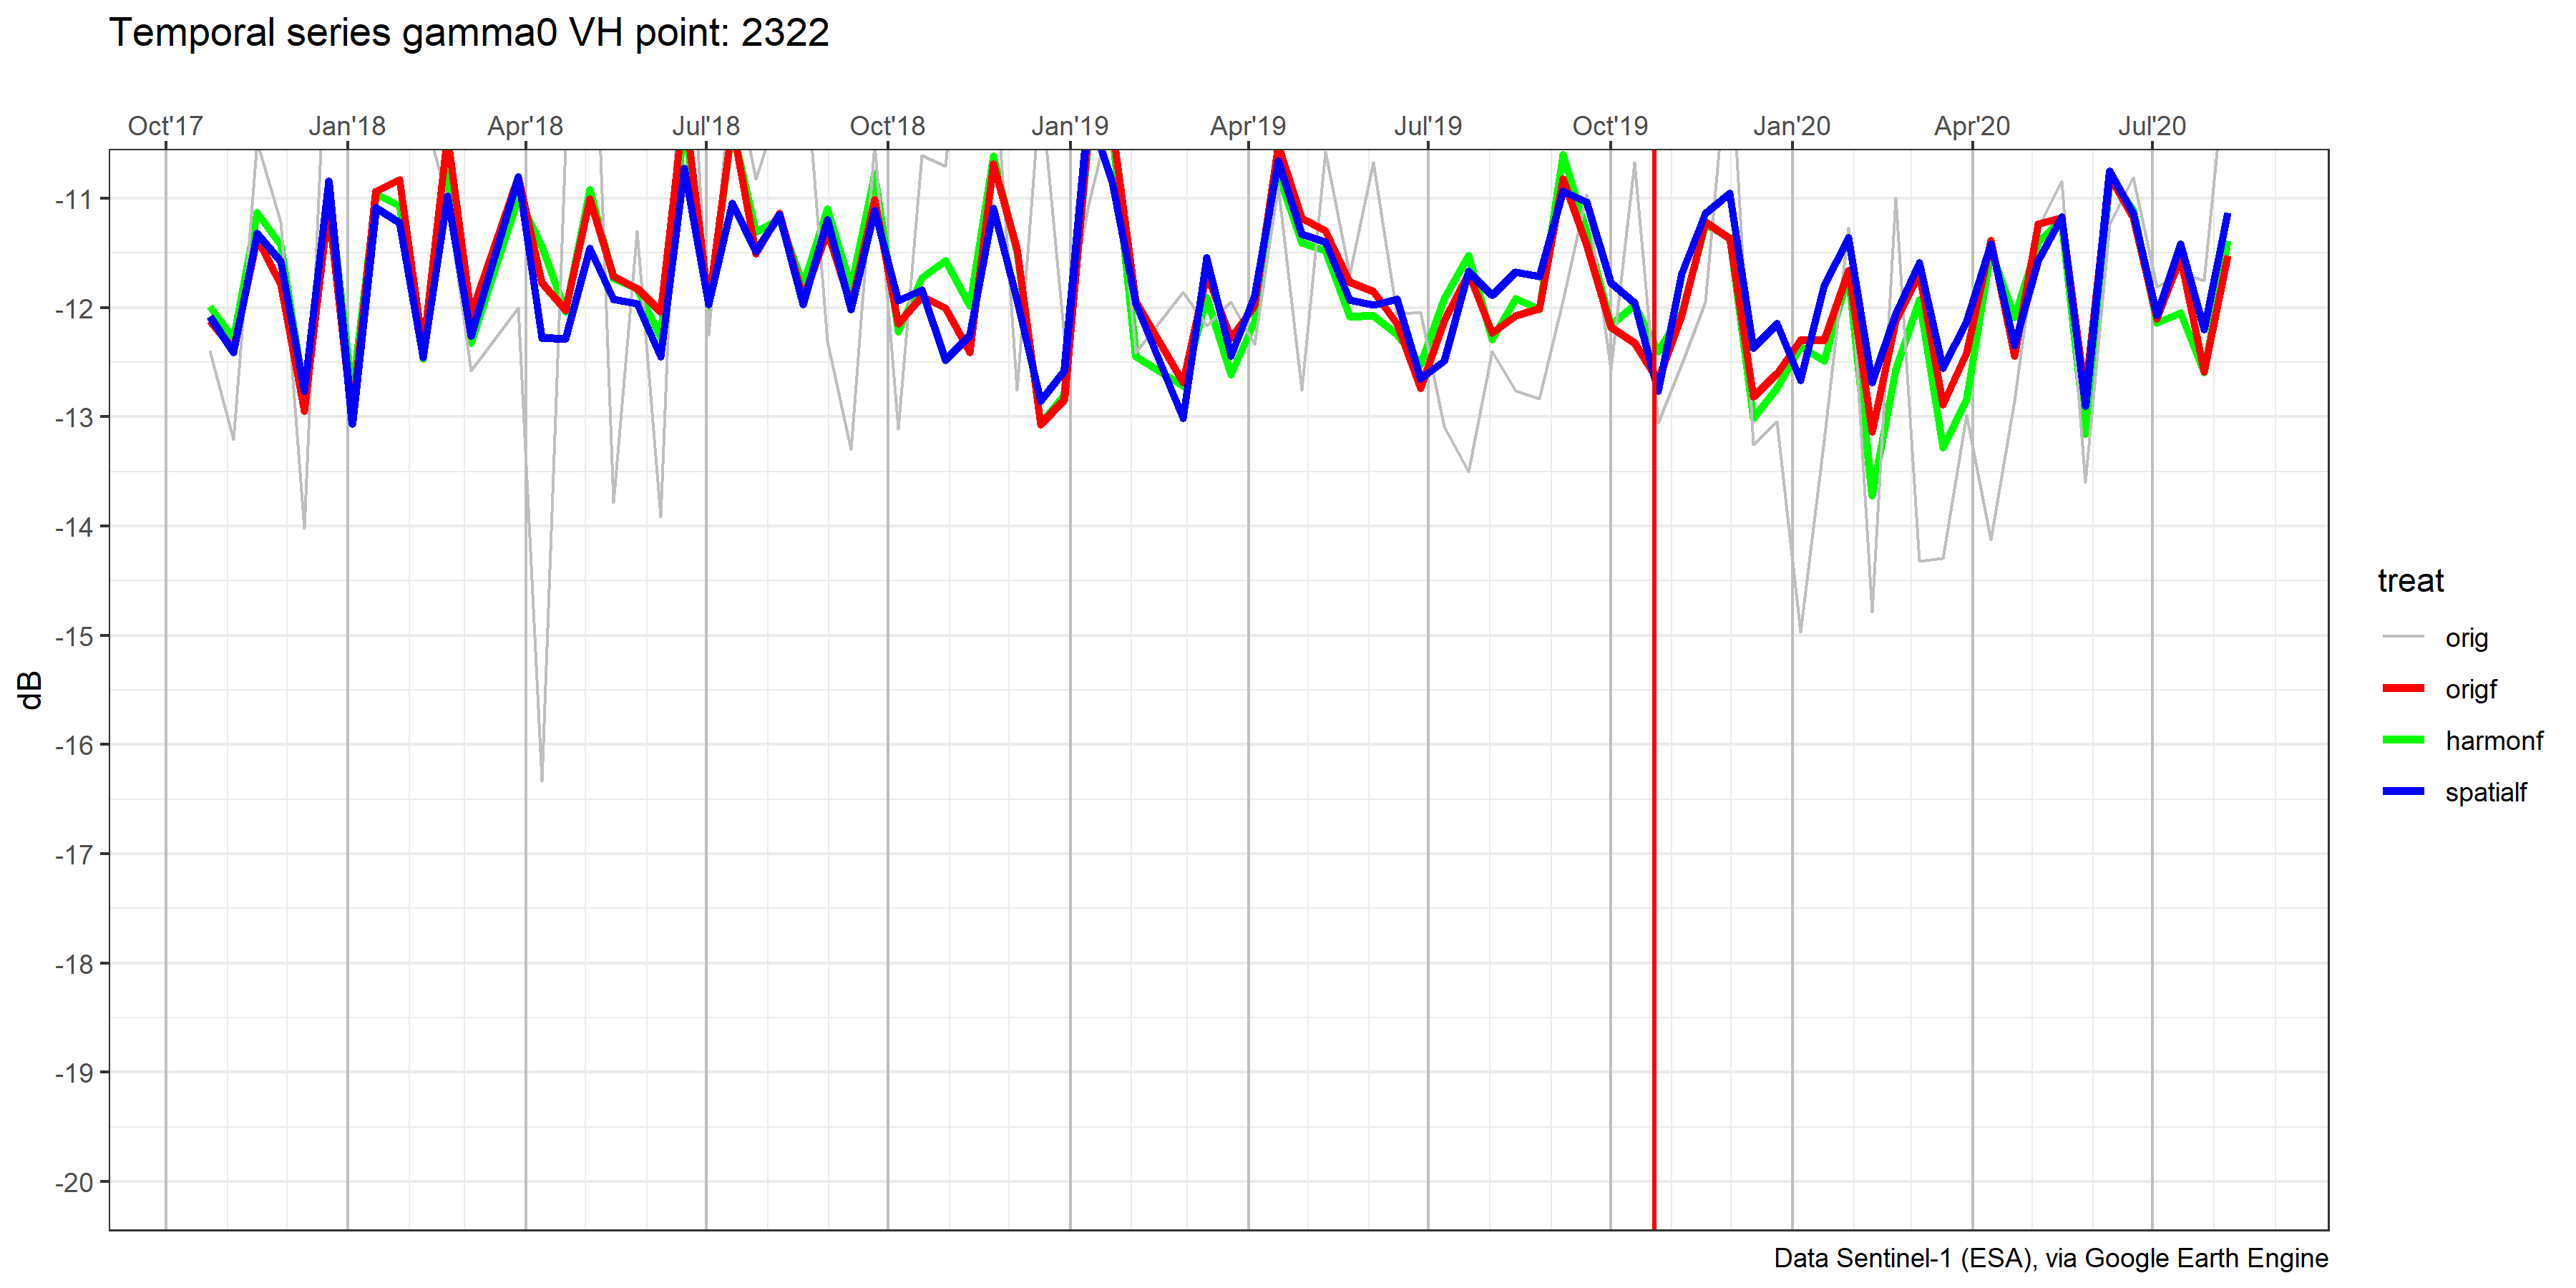 Temporal series gamma0 VH point: 2322
Oct'17 Jan'18 Apr'18 Jul'18 Oct'18 Jan'19 Apr'19 Jul'19 Oct'19 Jan'20 Apr'20 Jul'20
-11
-12
-13
-14
-15
-16
-17
-18
-19
-20
dB
treat
orig
origf
harmonf
spatialf
Data Sentinel-1 (ESA), via Google Earth Engine